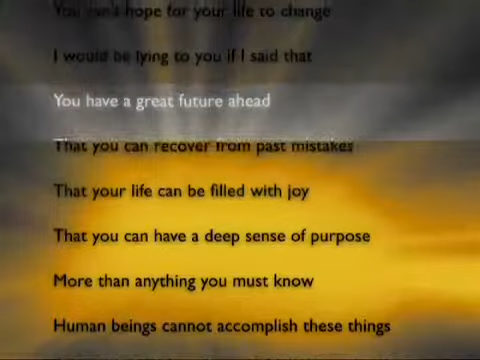 You can't hope for your life to change
I would be lying to you if I said that
You have a great future ahead
That you can recover from past mistakes
That your life can be filled with joy
That you can have a deep sense of purpose
More than anything you must know
Human beings cannot accomplish these things